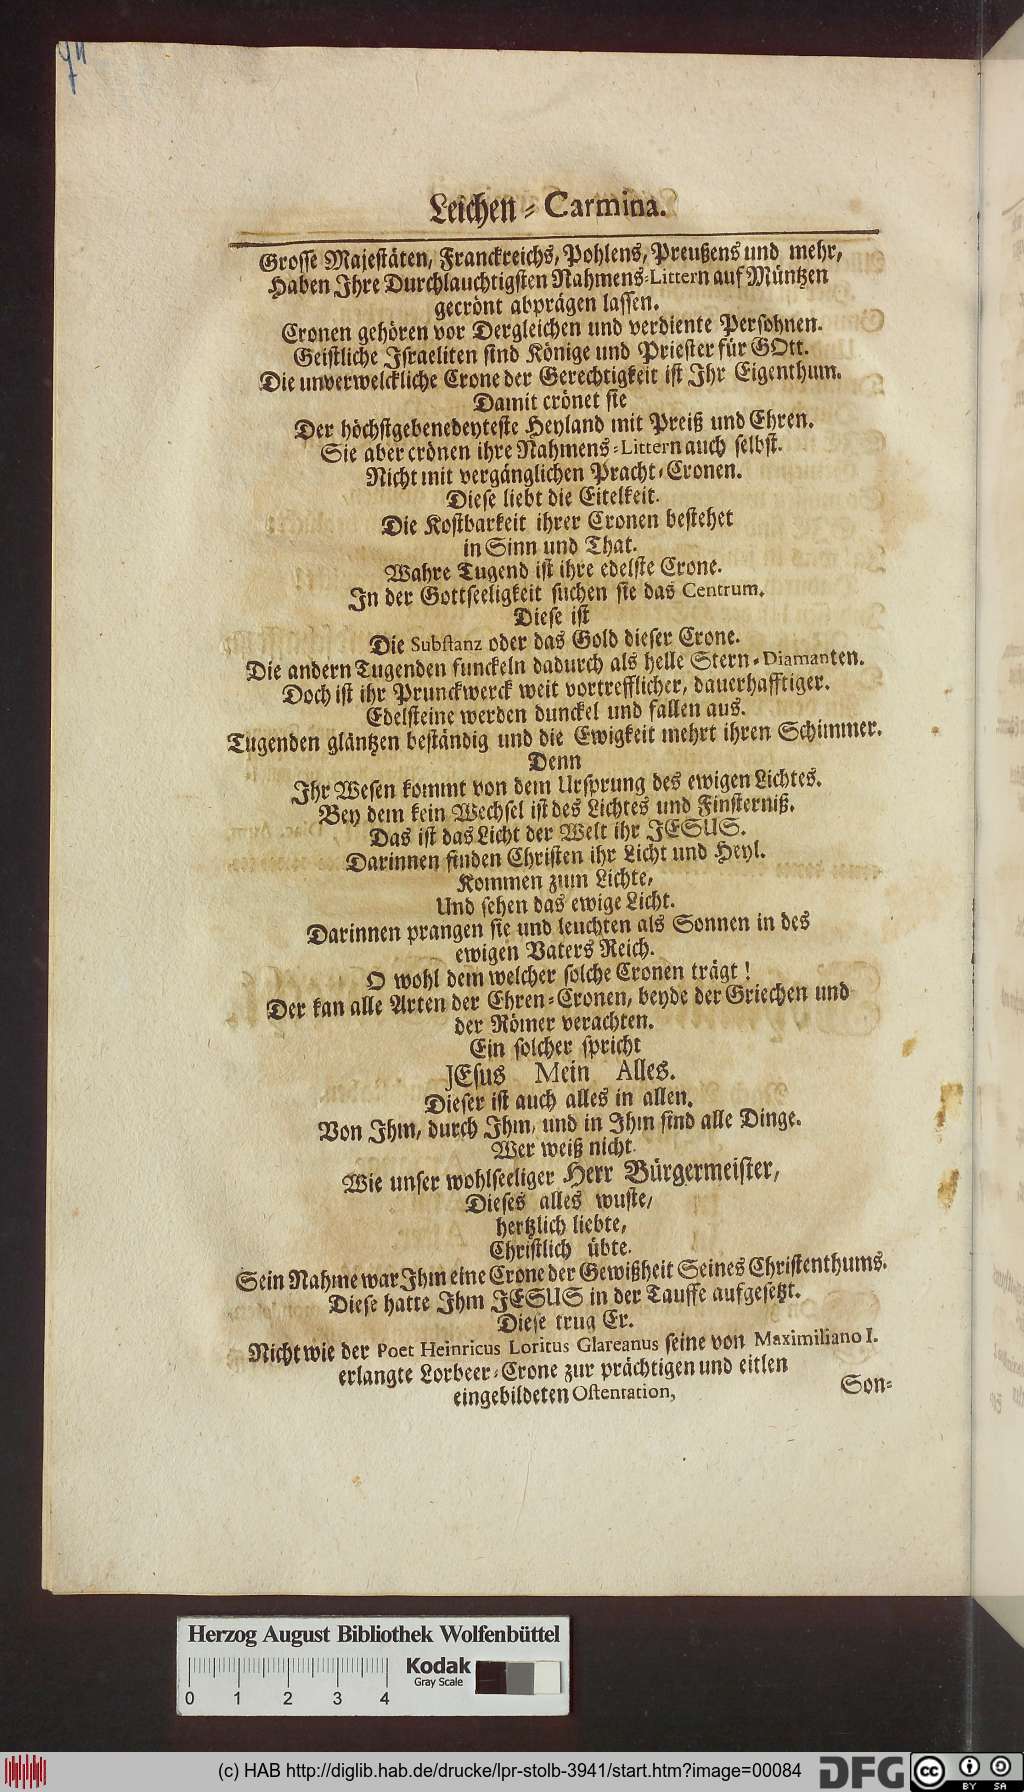 Leichen-Carmina.
Grosse Majestäten, Franckreichs, Pohlens, Preußens und mehr,
Haben Ihre Durchlauchtigsten Nahmens-Littern auf Müntzen
gecrönt abprägen lassen.
Cronen gehören vor Dergleichen und verdiente Persohnen.
Geistliche Israeliten sind Könige und Priester für GOtt.
Die unverwelckliche Crone der Gerechtigkeit ist Ihr Eigenthum.
Damit crönet sie
Der höchstgebenedeyteste Heyland mit Preiß und Ehren.
Sie aber crönen ihre Nahmens-Littern auch selbst.
Nicht mit vergänglichen Pracht-Cronen.
Diese liebt die Eitelkeit.
Die Kostbarkeit ihrer Cronen bestehet
in Sinn und That.
Wahre Tugend ist ihre edelste Crone.
In der Gottseeligkeit suchen sie das Centrum.
Diese ist
Die Substanz oder das Gold dieser Crone.
Die andern Tugenden funckeln dadurch als helle Stern-Diamanten.
Doch ist ihr Prunckwerck weit vortrefflicher, dauerhafftiger.
Edelsteine werden dunckel und fallen aus.
Tugenden gläntzen beständig und die Ewigkeit mehrt ihren Schimmer.
Denn
Ihr Wesen kommt von dem Ursprung des ewigen Lichtes.
Bey dem kein Wechsel ist des Lichtes und Finsterniß.
Das ist das Licht der Welt ihr JESUS.
Darinnen finden Christen ihr Licht und Heyl.
Kommen zum Lichte,
Und sehen das ewige Licht.
Darinnen prangen sie und leuchten als Sonnen in des
ewigen Vaters Reich.
O wohl dem welcher solche Cronen trägt!
Der kan alle Arten der Ehren-Cronen, beyde der Griechen und
der Römer verachten.
Ein solcher spricht
JEsus Mein Alles.
Dieser ist auch alles in allen.
Von Ihm, durch Ihm, und in Ihm sind alle Dinge.
Wer weiß nicht
Wie unser wohlseeliger Herr Bürgermeister,
Dieses alles wuste,
hertzlich liebte,
Christlich übte.
Sein Nahme war Ihm eine Crone der Gewißheit Seines Christenthums.
Diese hatte Ihm JESUS in der Tauffe aufgesetzt.
Diese trug Er.
Nicht wie der Poet Heinricus Loritus Glareanus seine von Maximiliano I.
erlangte Lorbeer-Crone zur prächtigen und eitlen
eingebildeten Ostentation,
Son-
Herzog August Bibliothek Wolfenbüttel
Kodak
Gray Scale
0 1 2 3 4
(c) HAB http://diglib.hab.de/drucke/lpr-stolb-3941/start.htm?image=00084
DFG
cc
BY SA